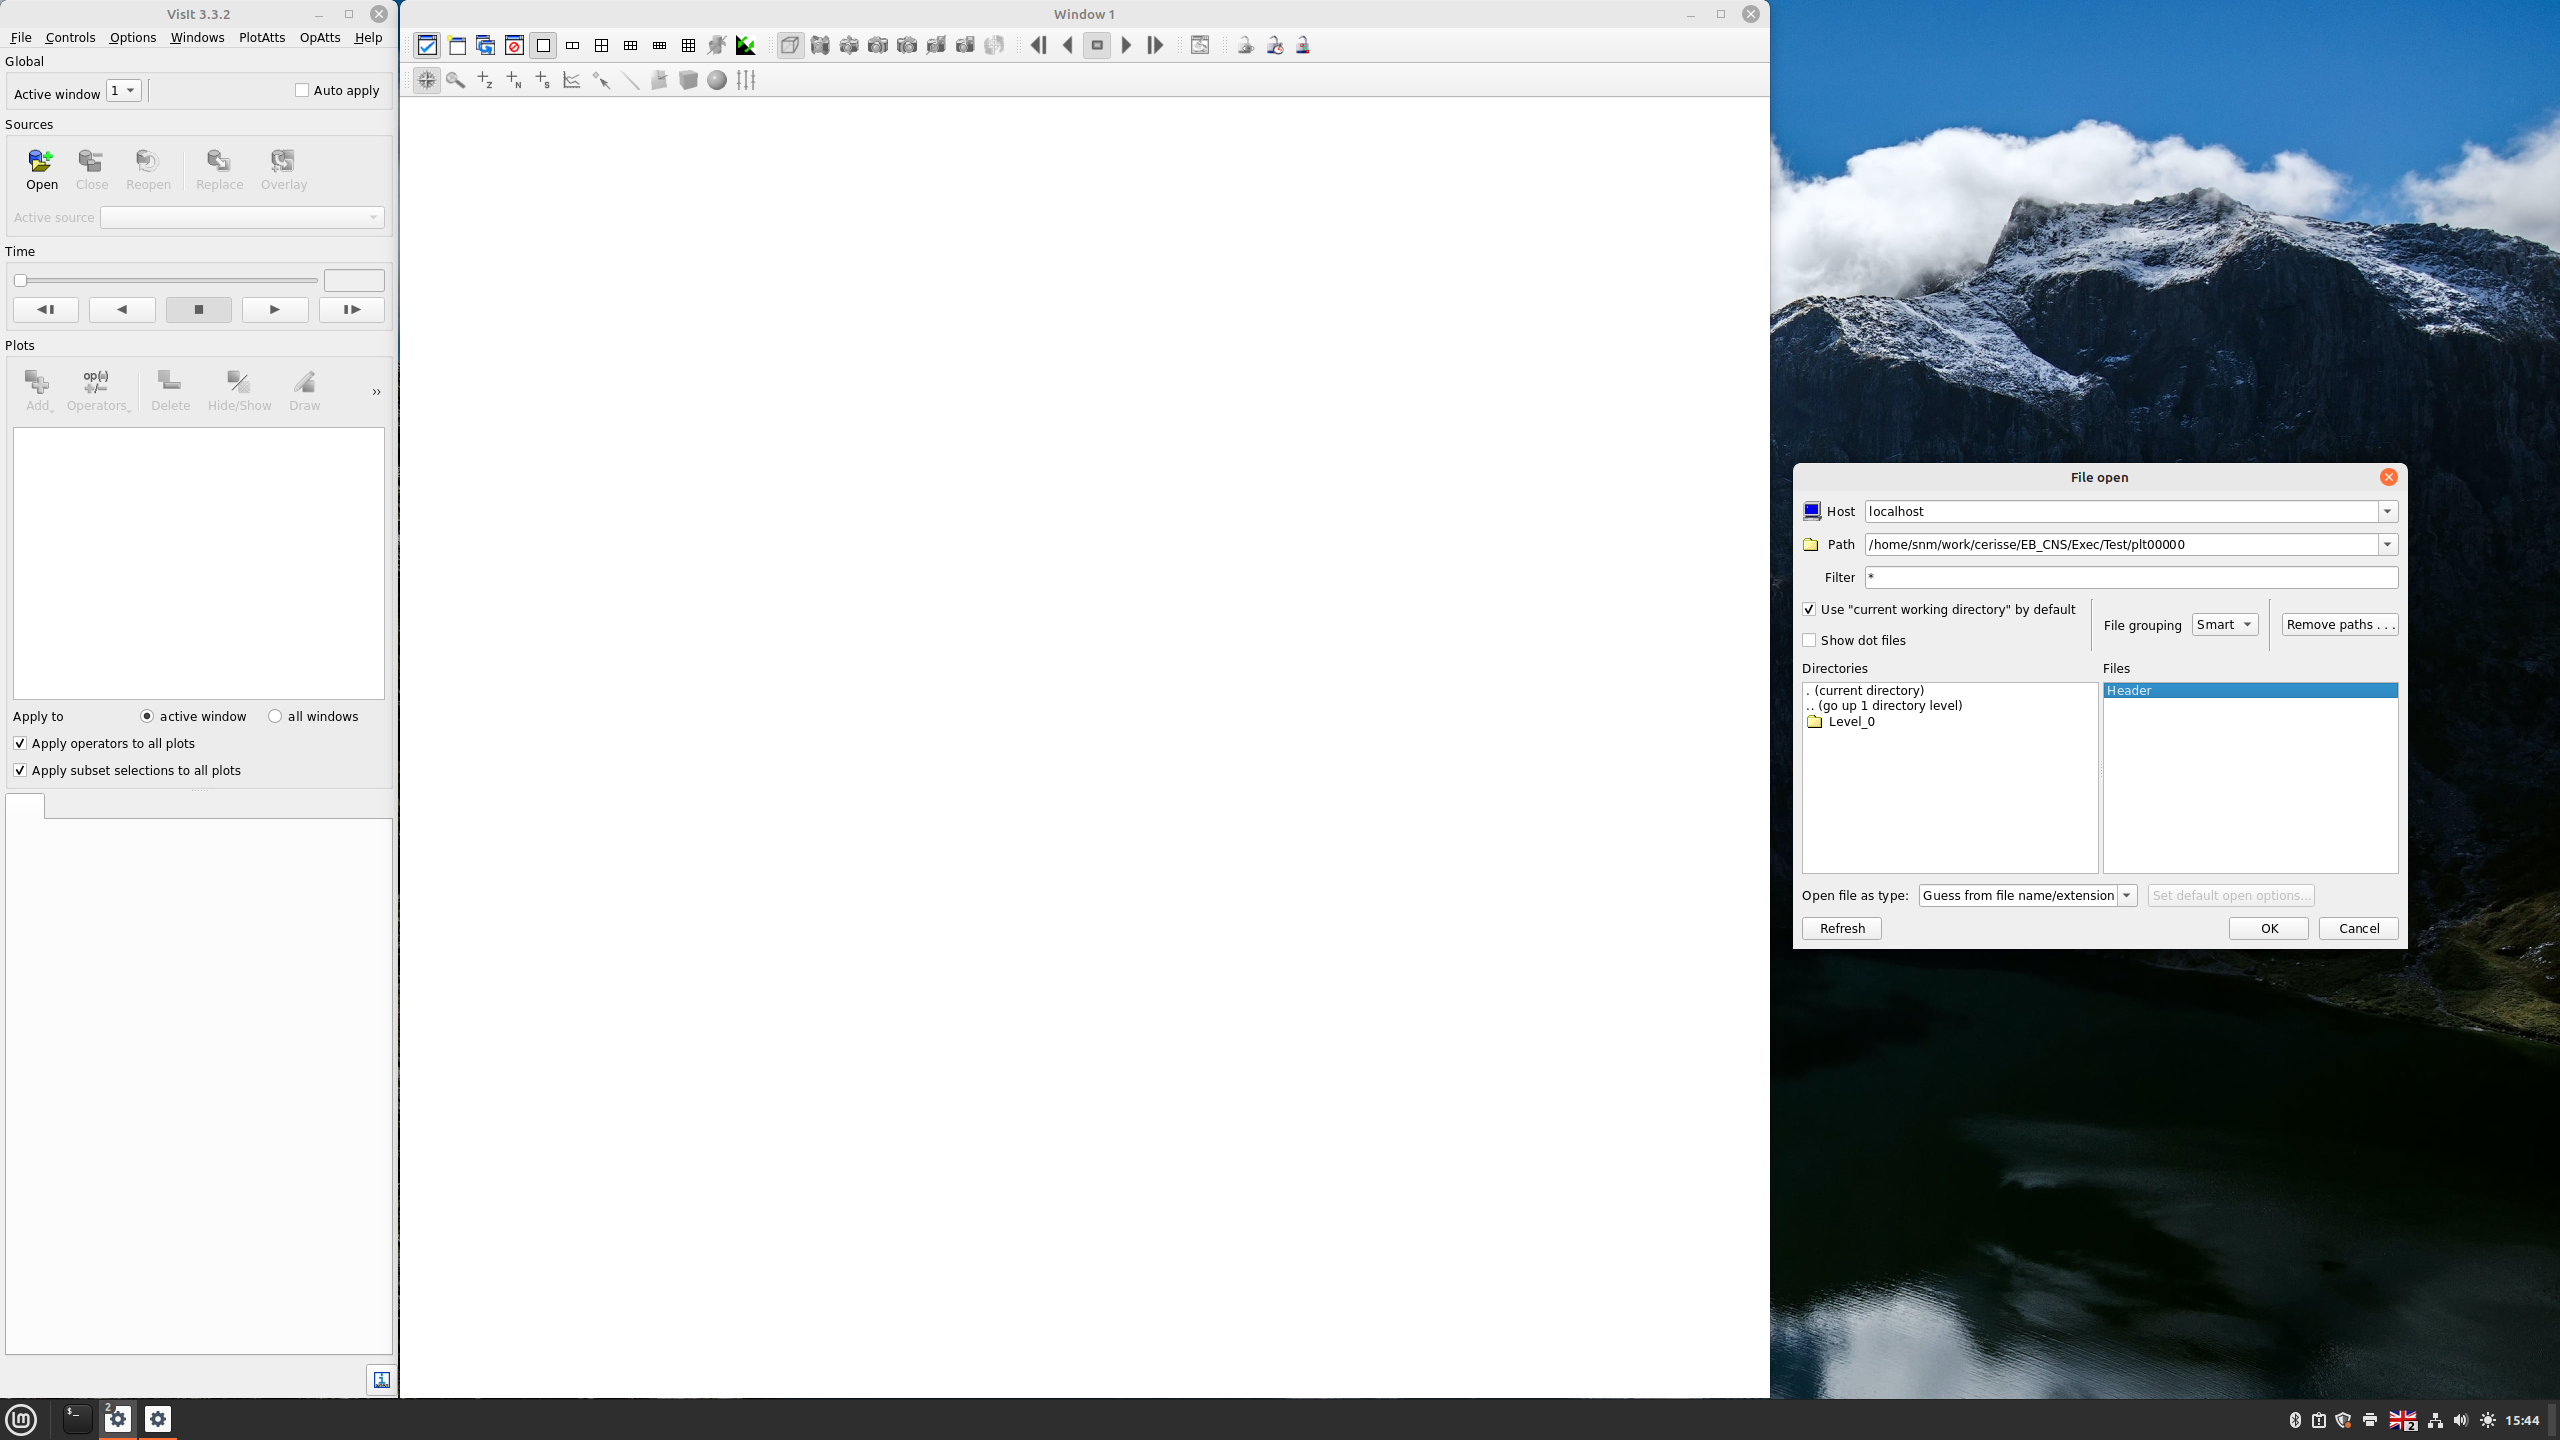 VisIt 3.3.2
File Controls Options Windows PlotAtts OpAtts Help
Global
Active window 1 Auto apply
Sources
Open Close Reopen Replace Overlay
Active source
Time
Plots
op(·)
+/−
Add Operators Delete Hide/Show Draw
»
Apply to active window all windows
Apply operators to all plots
Apply subset selections to all plots
Window 1
Z N S
File open
Host localhost
Path /home/snm/work/cerisse/EB_CNS/Exec/Test/plt00000
Filter *
Use "current working directory" by default
Show dot files
File grouping Smart Remove paths . . .
Directories Files
. (current directory)
.. (go up 1 directory level)
Level_0
Header
Open file as type: Guess from file name/extension Set default open options...
Refresh OK Cancel
$_ 2 2 15:44